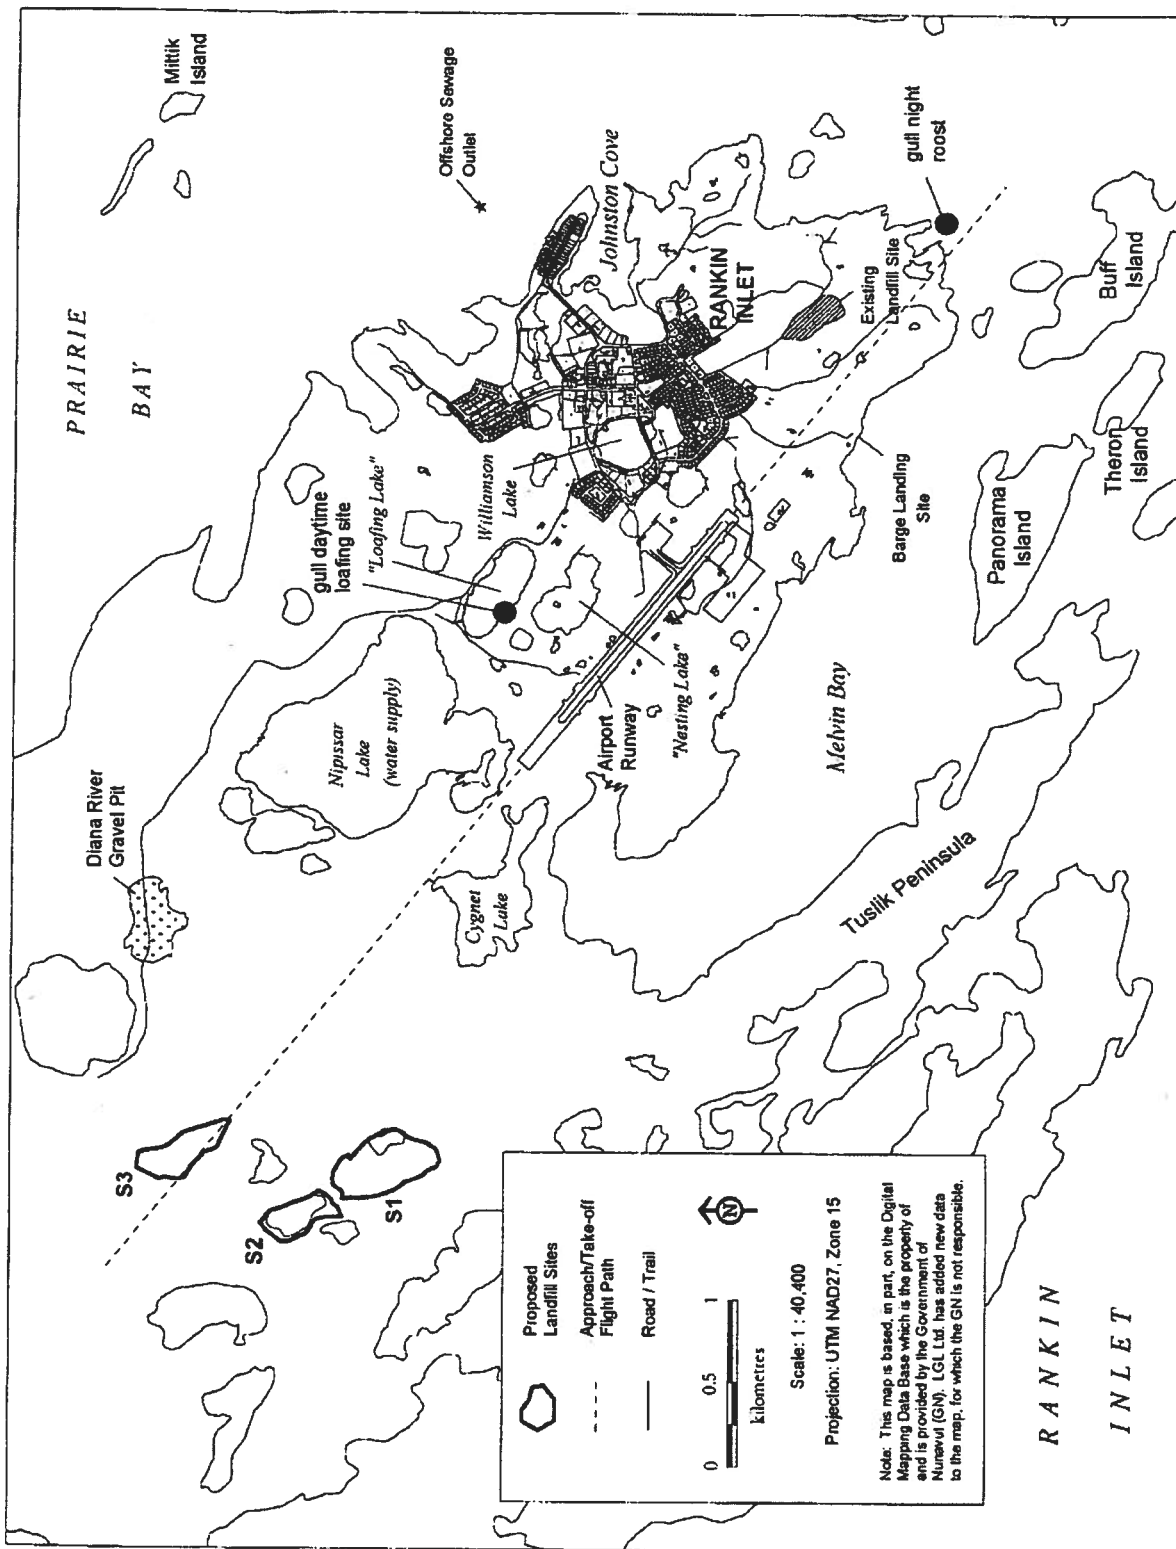 PRAIRIE
BAY
Mittik
Island
Offshore Sewage
Outlet
Johnston Cove
gull night
roost
RANKIN
INLET
Existing
Landfill Site
Buff
Island
Theron
Island
Panorama
Island
Barge Landing
Site
Williamson
Lake
"Loafing Lake"
gull daytime
loafing site
"Nesting Lake"
Airport
Runway
Melvin Bay
Nipissar
Lake
(water supply)
Diana River
Gravel Pit
Cygnet
Lake
Tuslik Peninsula
S3
S2
S1
Proposed
Landfill Sites
Approach/Take-off
Flight Path
Road / Trail
0 0.5 1
kilometres
N
Scale: 1 : 40,400
Projection: UTM NAD27, Zone 15
Note: This map is based, in part, on the Digital
Mapping Data Base which is the property of
and is provided by the Government of
Nunavut (GN). LGL Ltd. has added new data
to the map, for which the GN is not responsible.
RANKIN
INLET